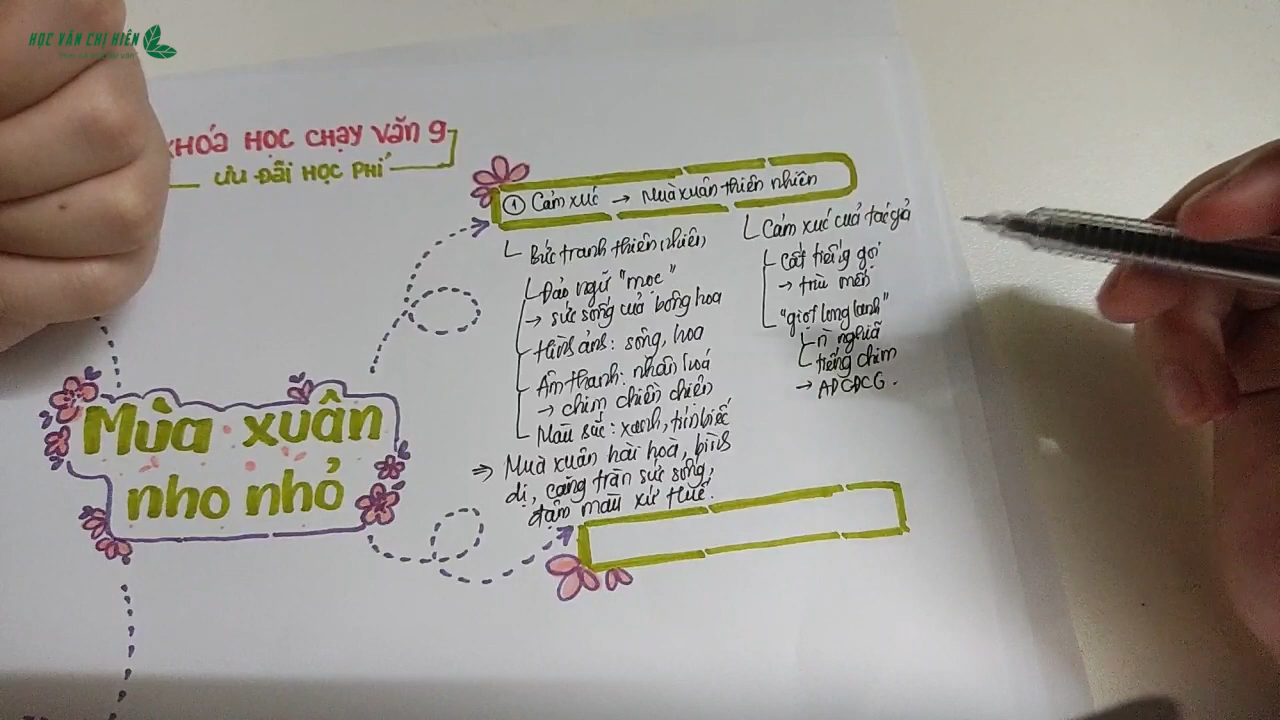 HỌC VĂN CHỊ HIÊN
KHÓA HỌC CHẠY VĂN 9
ƯU ĐÃI HỌC PHÍ
Mùa xuân
nho nhỏ
① Cảm xúc → Mùa xuân thiên nhiên
Bức tranh thiên nhiên
Đảo ngữ "mọc"
→ sức sống của bông hoa
Hình ảnh: sông, hoa
Âm thanh: nhân hoá
→ chim chiền chiện
Màu sắc: xanh, tím biếc
⇒ Mùa xuân hài hoà, bình
dị, căng tràn sức sống,
đậm màu xứ Huế.
Cảm xúc của tác giả
Cất tiếng gọi
→ trìu mến
"giọt long lanh"
n` nghĩa
tiếng chim
→ ADCĐCG.